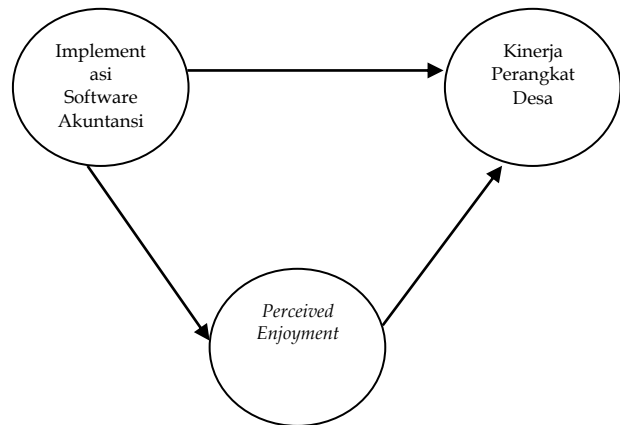 Implement
asi
Software
Akuntansi
Kinerja
Perangkat
Desa
Perceived
Enjoyment